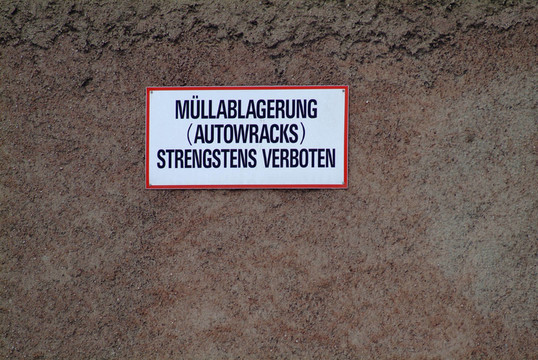 MÜLLABLAGERUNG
(AUTOWRACKS)
STRENGSTENS VERBOTEN